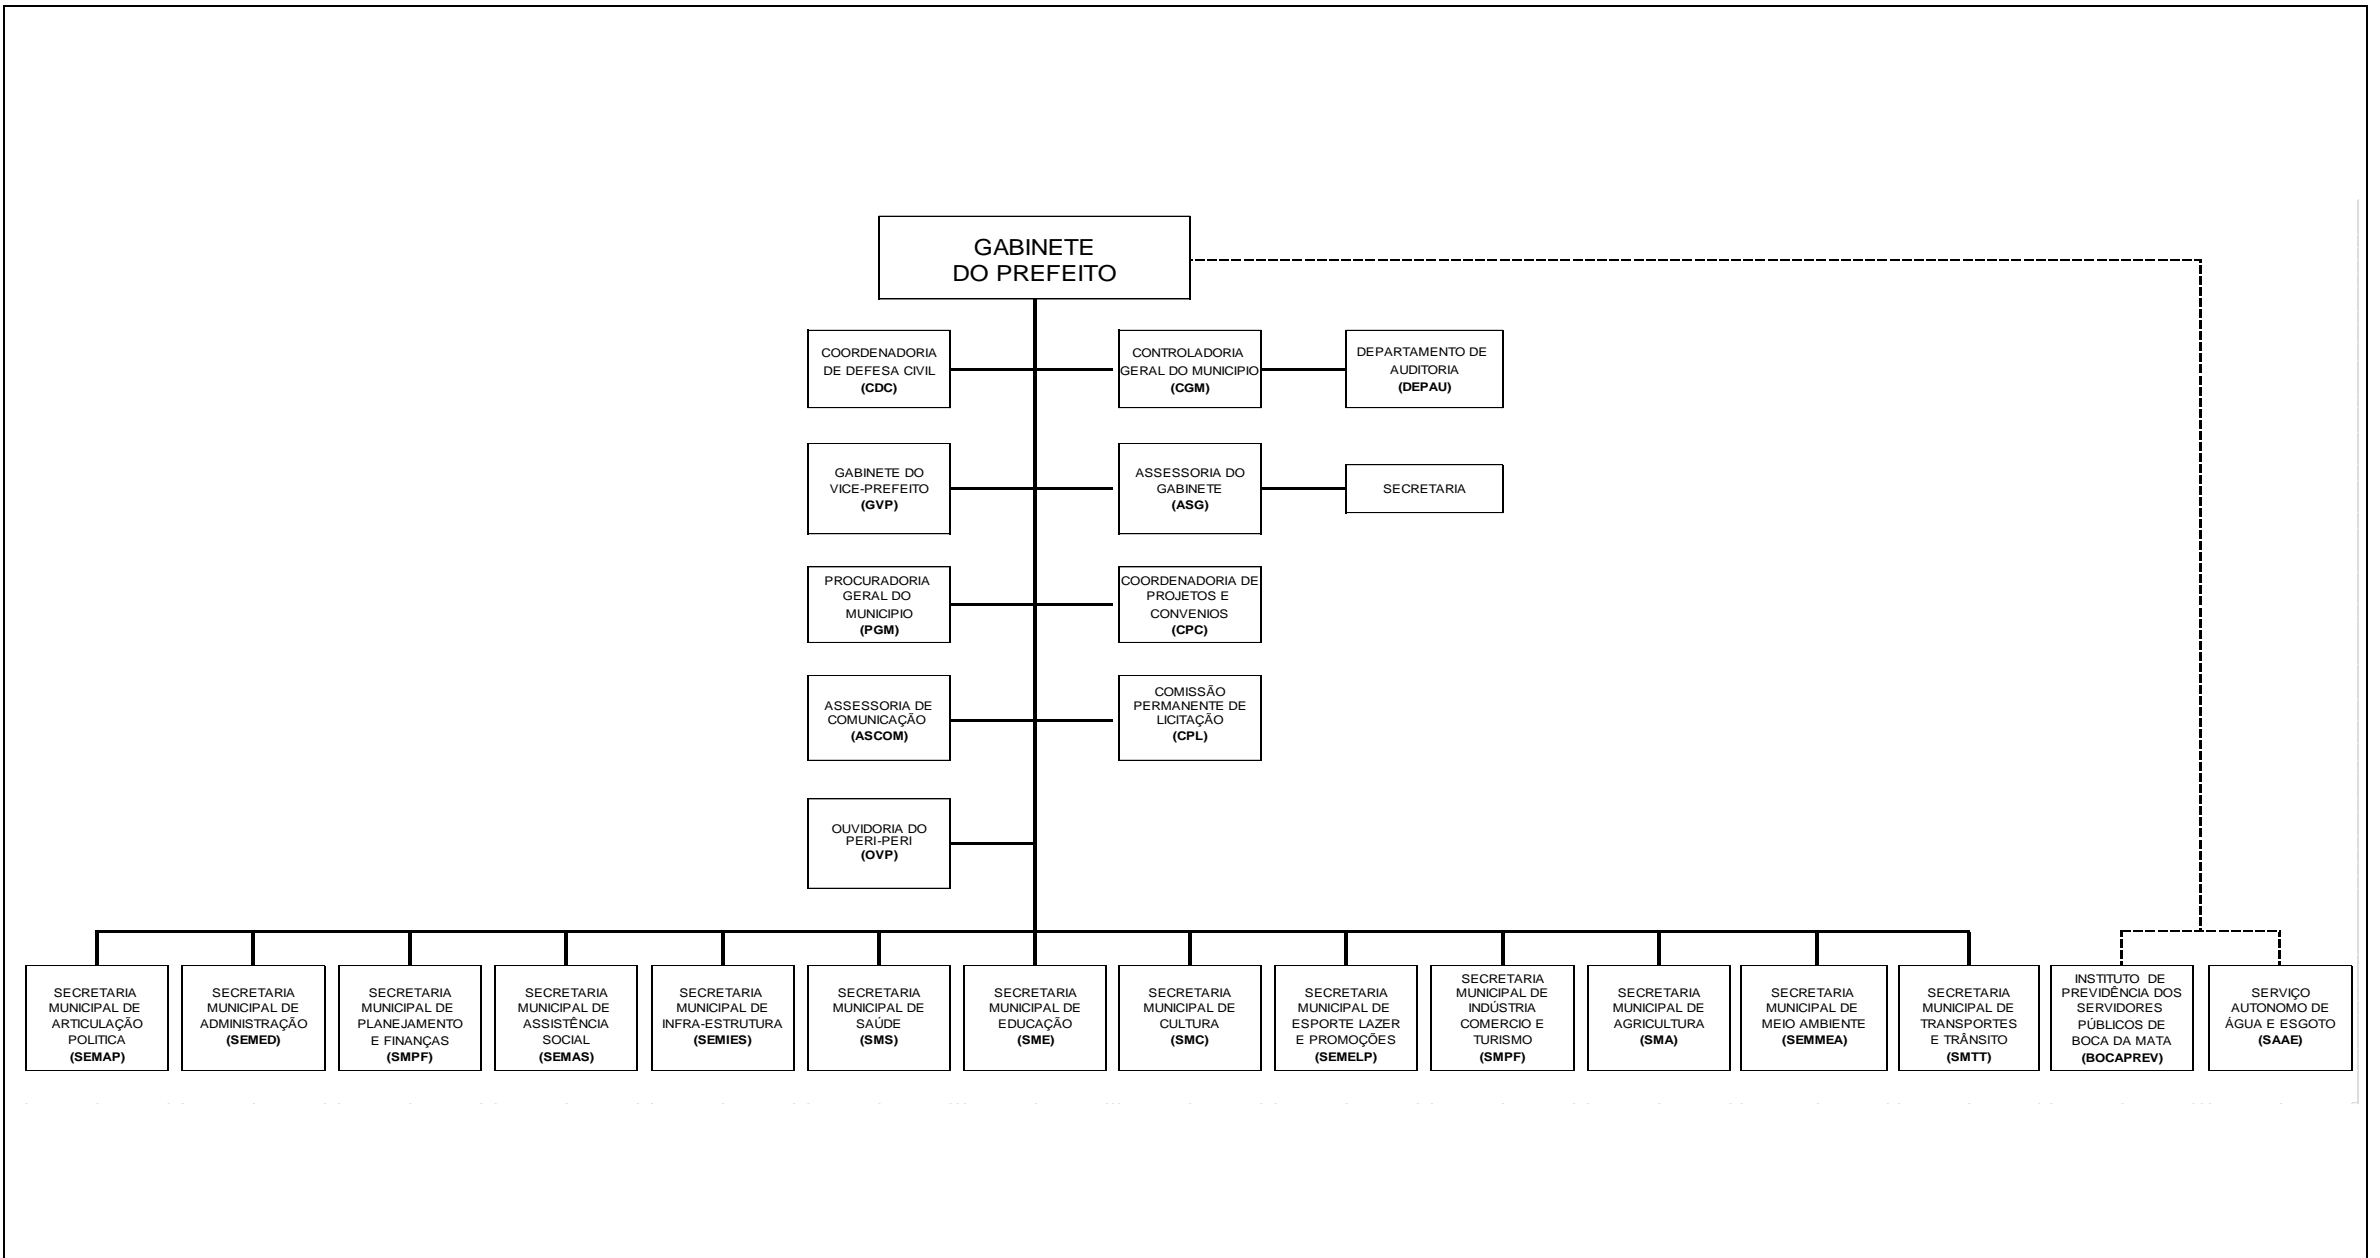 GABINETE
DO PREFEITO
COORDENADORIA
DE DEFESA CIVIL
(CDC)
CONTROLADORIA
GERAL DO MUNICIPIO
(CGM)
DEPARTAMENTO DE
AUDITORIA
(DEPAU)
GABINETE DO
VICE-PREFEITO
(GVP)
ASSESSORIA DO
GABINETE
(ASG)
SECRETARIA
PROCURADORIA
GERAL DO
MUNICIPIO
(PGM)
COORDENADORIA DE
PROJETOS E
CONVENIOS
(CPC)
ASSESSORIA DE
COMUNICAÇÃO
(ASCOM)
COMISSÃO
PERMANENTE DE
LICITAÇÃO
(CPL)
OUVIDORIA DO
PERI-PERI
(OVP)
SECRETARIA
MUNICIPAL DE
ARTICULAÇÃO
POLITICA
(SEMAP)
SECRETARIA
MUNICIPAL DE
ADMINISTRAÇÃO
(SEMED)
SECRETARIA
MUNICIPAL DE
PLANEJAMENTO
E FINANÇAS
(SMPF)
SECRETARIA
MUNICIPAL DE
ASSISTÊNCIA
SOCIAL
(SEMAS)
SECRETARIA
MUNICIPAL DE
INFRA-ESTRUTURA
(SEMIES)
SECRETARIA
MUNICIPAL DE
SAÚDE
(SMS)
SECRETARIA
MUNICIPAL DE
EDUCAÇÃO
(SME)
SECRETARIA
MUNICIPAL DE
CULTURA
(SMC)
SECRETARIA
MUNICIPAL DE
ESPORTE LAZER
E PROMOÇÕES
(SEMELP)
SECRETARIA
MUNICIPAL DE
INDÚSTRIA
COMERCIO E
TURISMO
(SMPF)
SECRETARIA
MUNICIPAL DE
AGRICULTURA
(SMA)
SECRETARIA
MUNICIPAL DE
MEIO AMBIENTE
(SEMMEA)
SECRETARIA
MUNICIPAL DE
TRANSPORTES
E TRÂNSITO
(SMTT)
INSTITUTO DE
PREVIDÊNCIA DOS
SERVIDORES
PÚBLICOS DE
BOCA DA MATA
(BOCAPREV)
SERVIÇO
AUTONOMO DE
ÁGUA E ESGOTO
(SAAE)